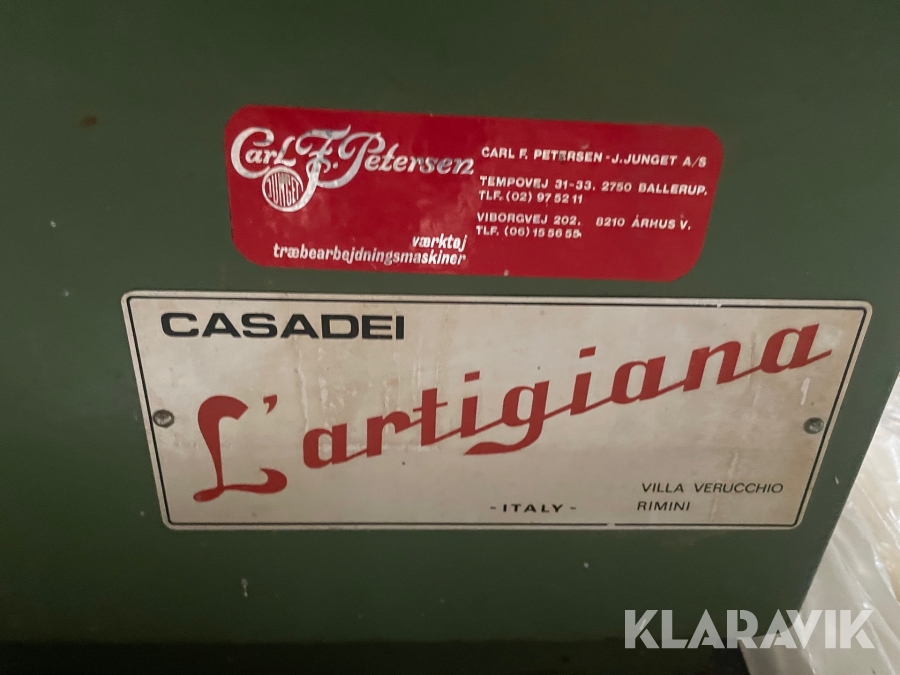 Carl F. Petersen
JUNGET
værktøj
træbearbejdningsmaskiner
CARL F. PETERSEN - J. JUNGET A/S
TEMPOVEJ 31-33. 2750 BALLERUP.
TLF. (02) 97 52 11
VIBORGVEJ 202. 8210 ÅRHUS V.
TLF. (06) 15 56 55
CASADEI
L'artigiana
- ITALY -
VILLA VERUCCHIO
RIMINI
KLARAVIK